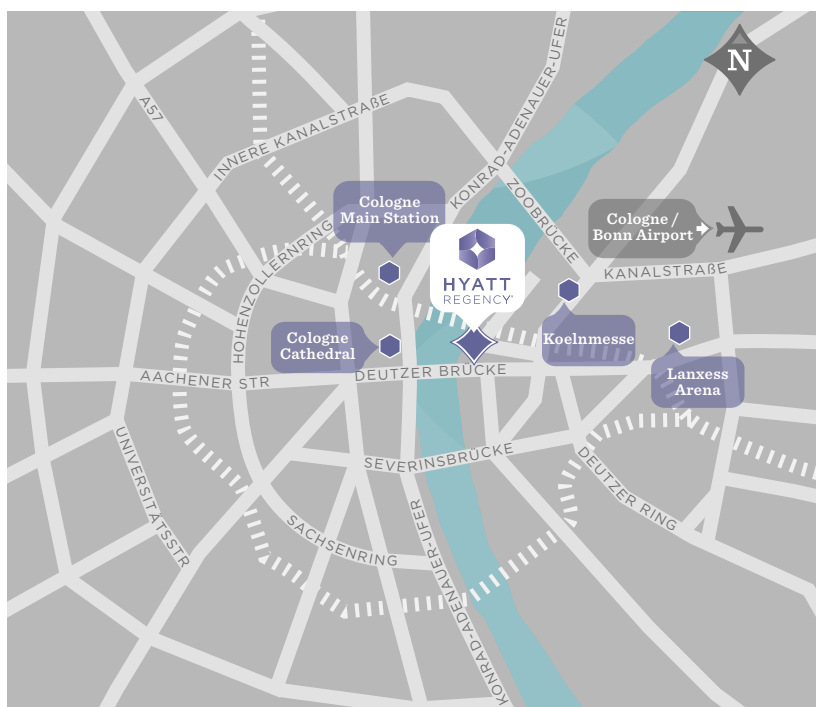 N
KONRAD-ADENAUER-UFER
A57
INNERE KANALSTRAßE
ZOOBRÜCKE
Cologne
Main Station
Cologne /
Bonn Airport
HOHENZOLLERNRING
HYATT
REGENCY®
KANALSTRAßE
Cologne
Cathedral
Koelnmesse
Lanxess
Arena
AACHENER STR
DEUTZER BRÜCKE
UNIVERSITÄTSSTR
SEVERINSBRÜCKE
DEUTZER RING
SACHSENRING
KONRAD-ADENAUER-UFER